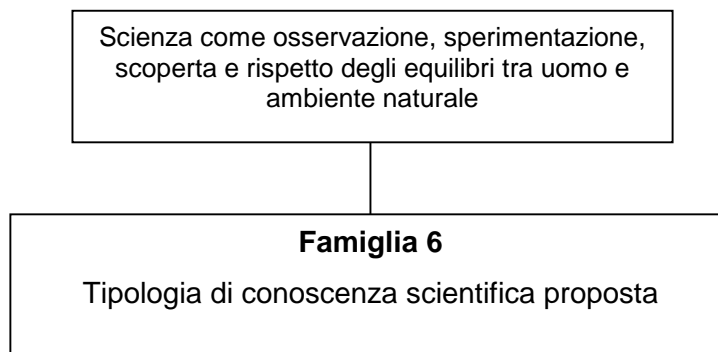 Scienza come osservazione, sperimentazione,
scoperta e rispetto degli equilibri tra uomo e
ambiente naturale
Famiglia 6
Tipologia di conoscenza scientifica proposta